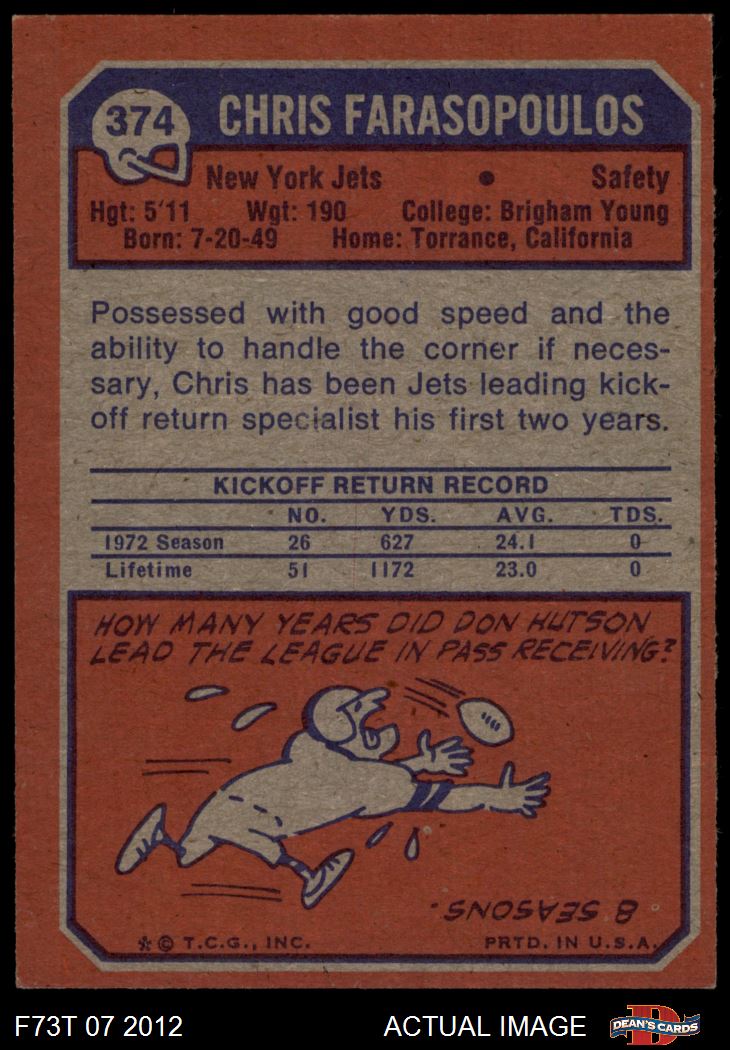 374 CHRIS FARASOPOULOS
New York Jets • Safety
Hgt: 5'11 Wgt: 190 College: Brigham Young
Born: 7-20-49 Home: Torrance, California
Possessed with good speed and the
ability to handle the corner if neces-
sary, Chris has been Jets leading kick-
off return specialist his first two years.
KICKOFF RETURN RECORD
NO. YDS. AVG. TDS.
1972 Season 26 627 24.1 0
Lifetime 51 1172 23.0 0
HOW MANY YEARS DID DON HUTSON
LEAD THE LEAGUE IN PASS RECEIVING?
8 SEASONS.
* © T.C.G., INC. PRTD. IN U.S.A.
F73T 07 2012 ACTUAL IMAGE DEAN'S CARDS